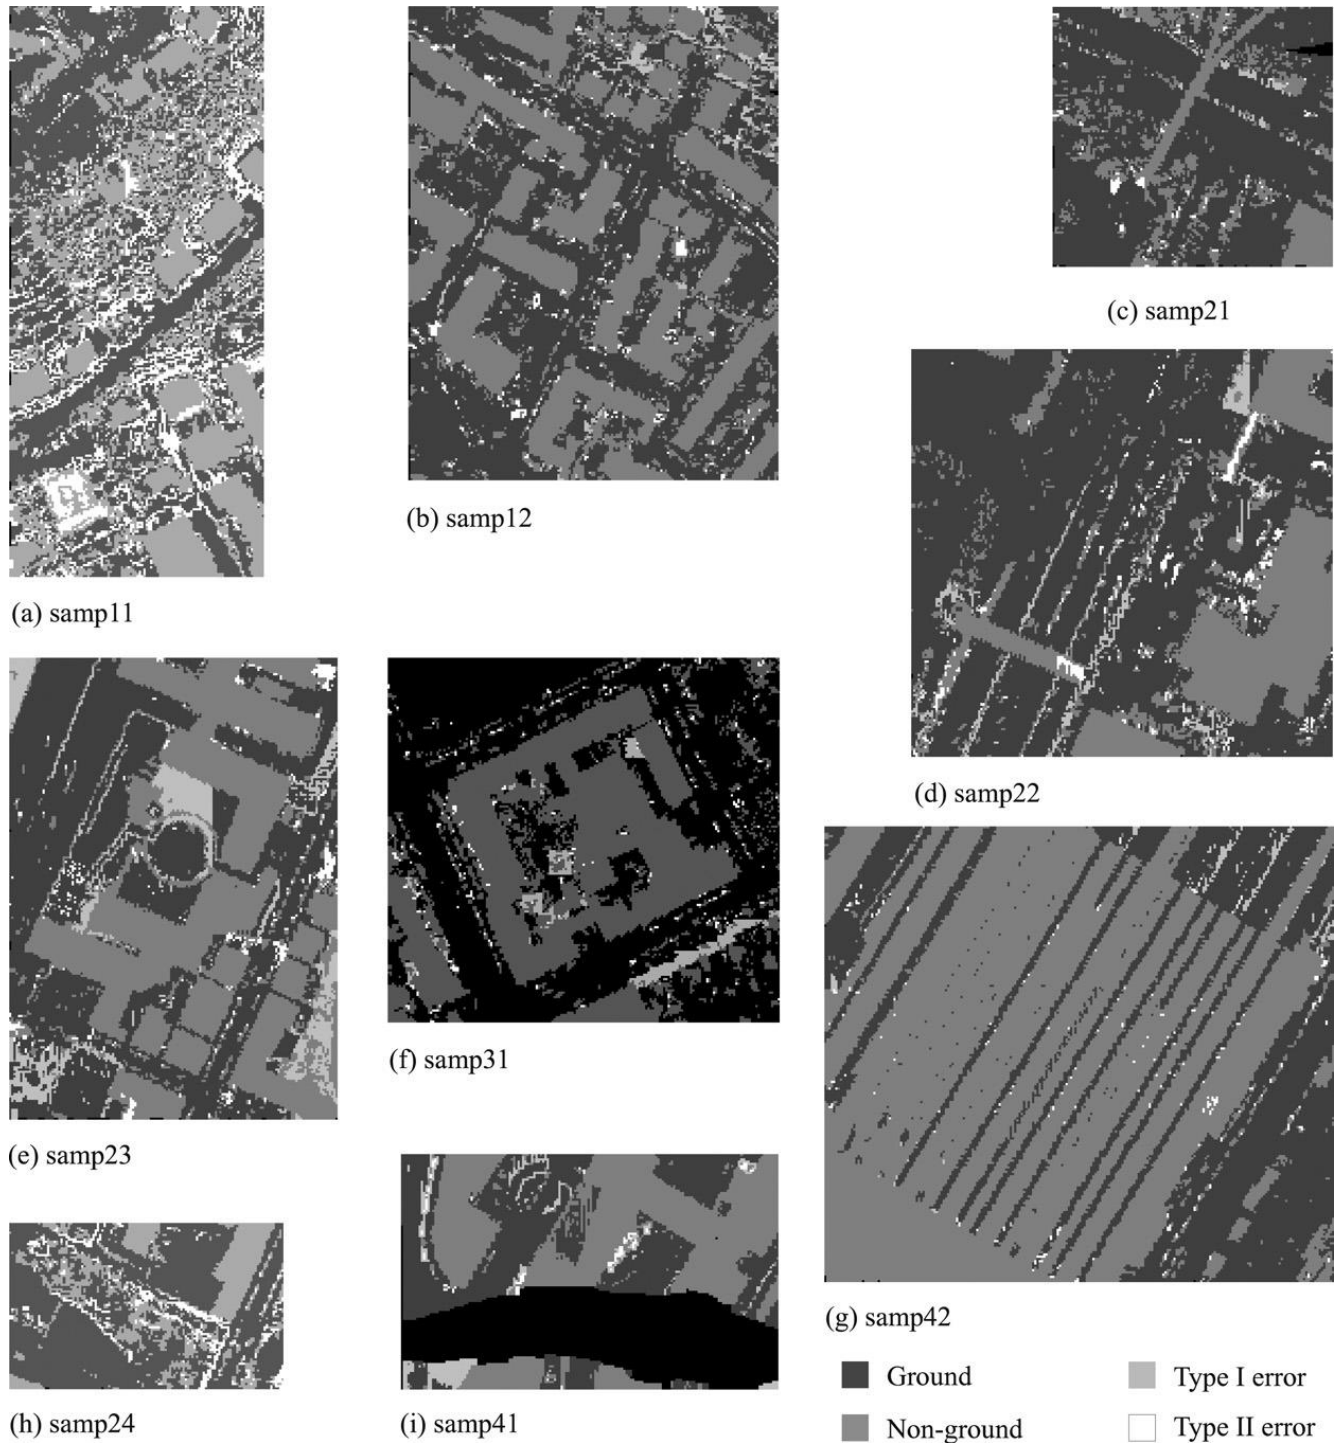 (a) samp11
(b) samp12
(c) samp21
(d) samp22
(e) samp23
(f) samp31
(g) samp42
(h) samp24
(i) samp41
Ground
Type I error
Non-ground
Type II error